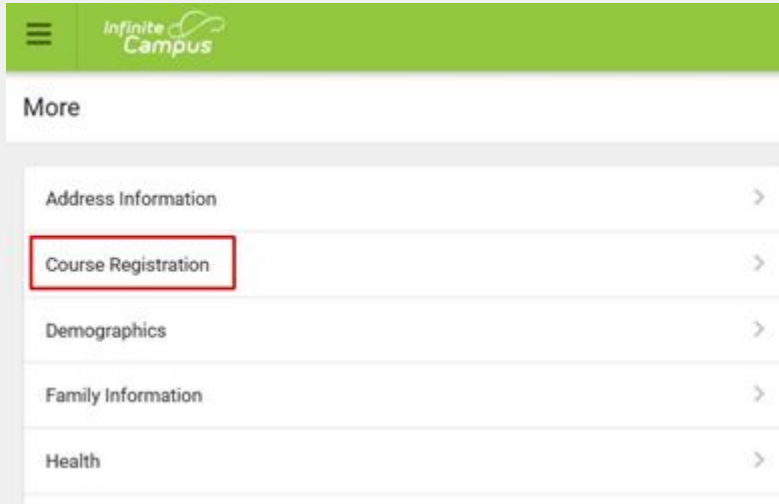 Infinite
Campus
More
Address Information
Course Registration
Demographics
Family Information
Health